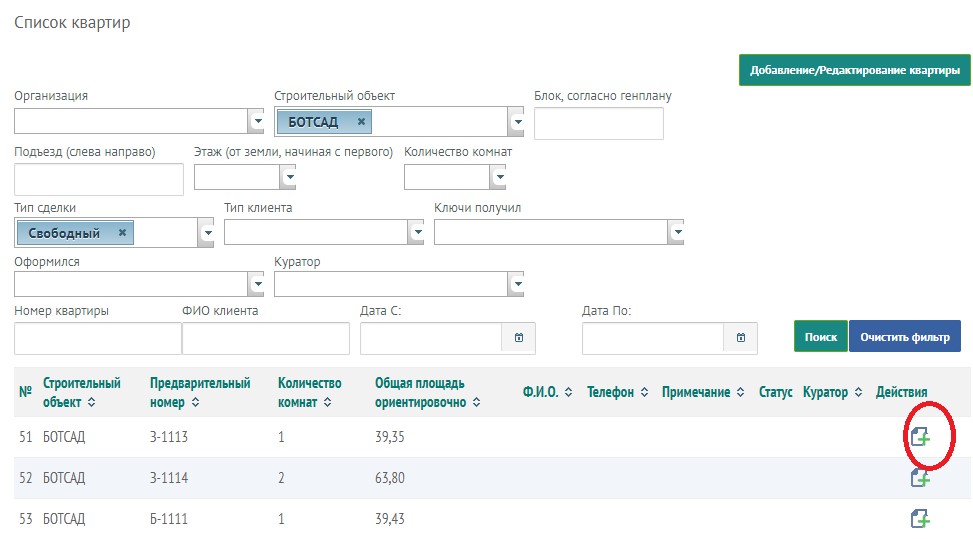 Список квартир
Добавление/Редактирование квартиры
Организация Строительный объект Блок, согласно генплану
БОТСАД ×
Подъезд (слева направо) Этаж (от земли, начиная с первого) Количество комнат
Тип сделки Тип клиента Ключи получил
Свободный ×
Оформился Куратор
Номер квартиры ФИО клиента Дата С: Дата По:
Поиск Очистить фильтр
№ Строительный объект Предварительный номер Количество комнат Общая площадь ориентировочно Ф.И.О. Телефон Примечание Статус Куратор Действия
51 БОТСАД З-1113 1 39,35
52 БОТСАД З-1114 2 63,80
53 БОТСАД Б-1111 1 39,43